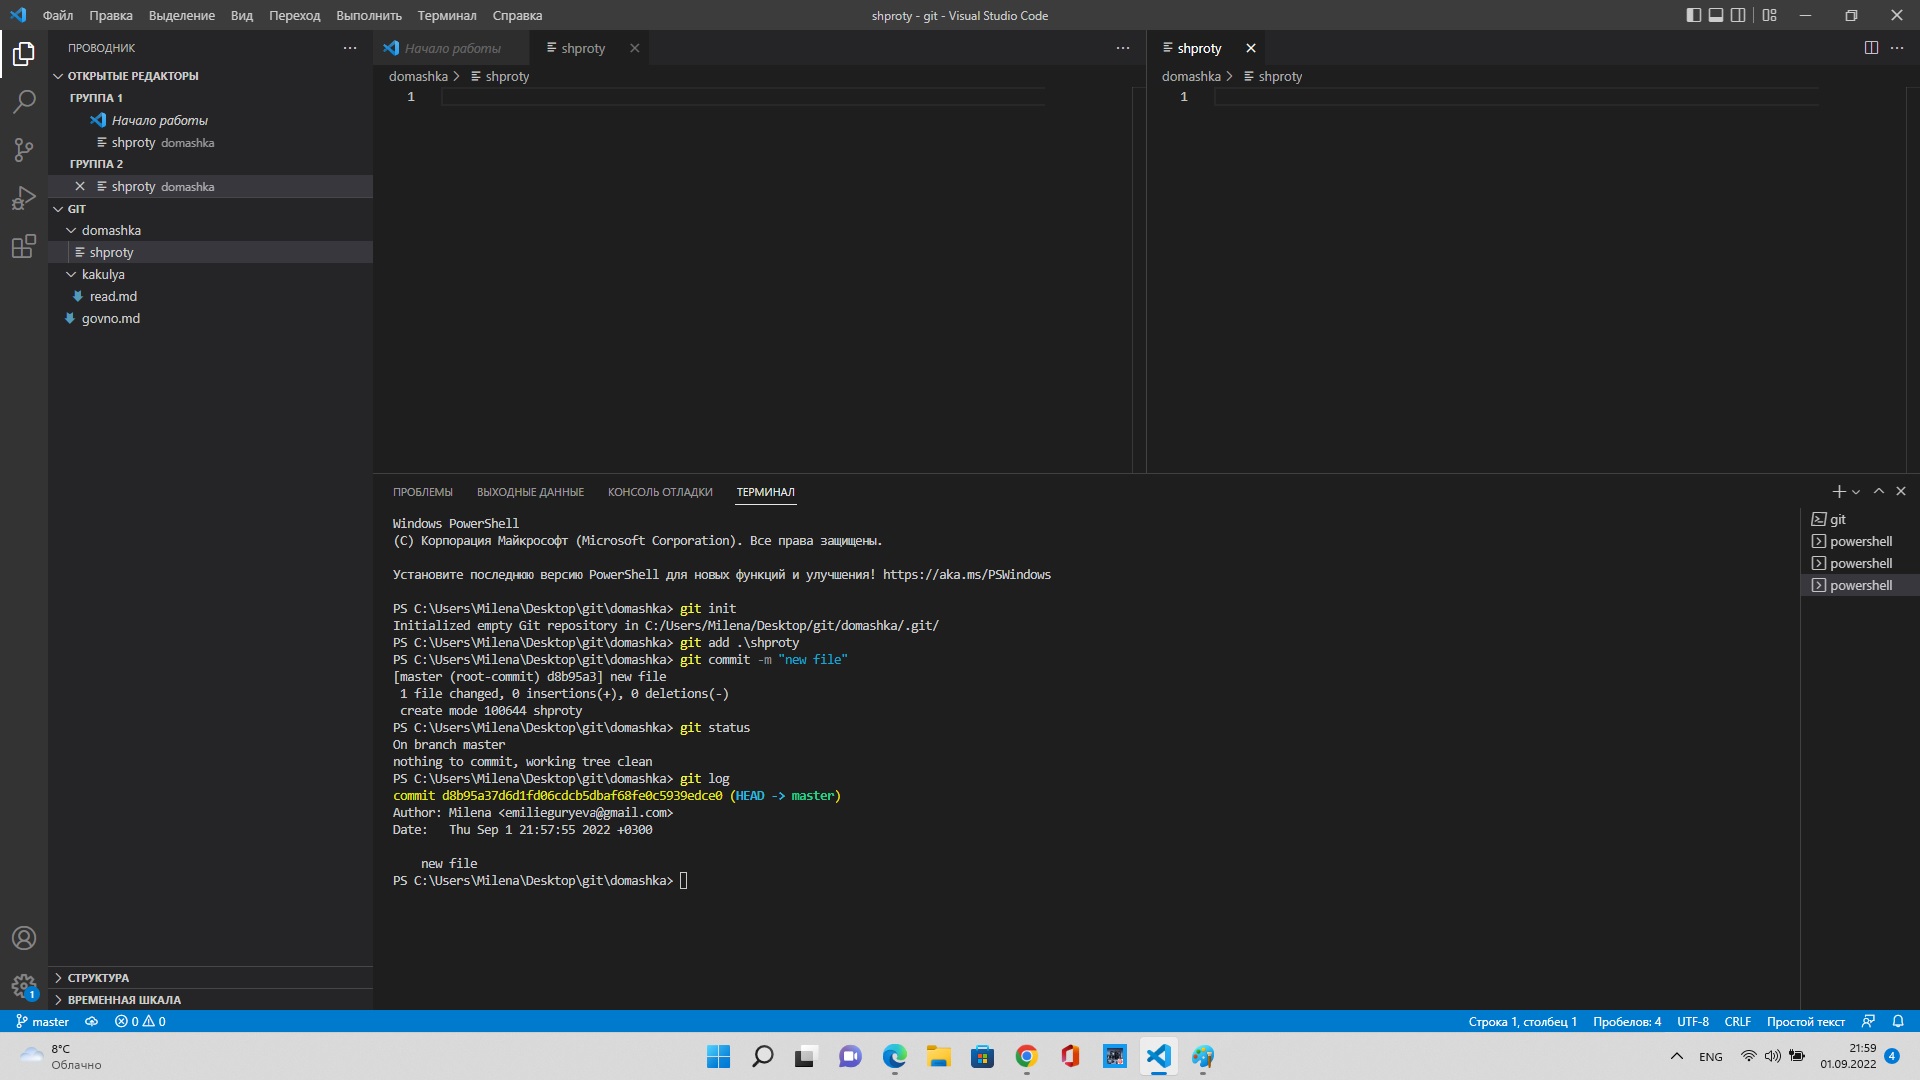 Файл Правка Выделение Вид Переход Выполнить Терминал Справка
shproty - git - Visual Studio Code
ПРОВОДНИК
ОТКРЫТЫЕ РЕДАКТОРЫ
ГРУППА 1
Начало работы
shproty domashka
ГРУППА 2
shproty domashka
GIT
domashka
shproty
kakulya
read.md
govno.md
СТРУКТУРА
ВРЕМЕННАЯ ШКАЛА
Начало работы shproty
domashka > shproty
1
shproty
domashka > shproty
1
ПРОБЛЕМЫ ВЫХОДНЫЕ ДАННЫЕ КОНСОЛЬ ОТЛАДКИ ТЕРМИНАЛ
Windows PowerShell
(C) Корпорация Майкрософт (Microsoft Corporation). Все права защищены.
Установите последнюю версию PowerShell для новых функций и улучшения! https://aka.ms/PSWindows
PS C:\Users\Milena\Desktop\git\domashka> git init
Initialized empty Git repository in C:/Users/Milena/Desktop/git/domashka/.git/
PS C:\Users\Milena\Desktop\git\domashka> git add .\shproty
PS C:\Users\Milena\Desktop\git\domashka> git commit -m "new file"
[master (root-commit) d8b95a3] new file
1 file changed, 0 insertions(+), 0 deletions(-)
create mode 100644 shproty
PS C:\Users\Milena\Desktop\git\domashka> git status
On branch master
nothing to commit, working tree clean
PS C:\Users\Milena\Desktop\git\domashka> git log
commit d8b95a37d6d1fd06cdcb5dbaf68fe0c5939edce0 (HEAD -> master)
Author: Milena <emilieguryeva@gmail.com>
Date:   Thu Sep 1 21:57:55 2022 +0300
new file
PS C:\Users\Milena\Desktop\git\domashka>
git
powershell
powershell
powershell
1
master 0 0
Строка 1, столбец 1 Пробелов: 4 UTF-8 CRLF Простой текст
8°C
Облачно
ENG
21:59
01.09.2022
4